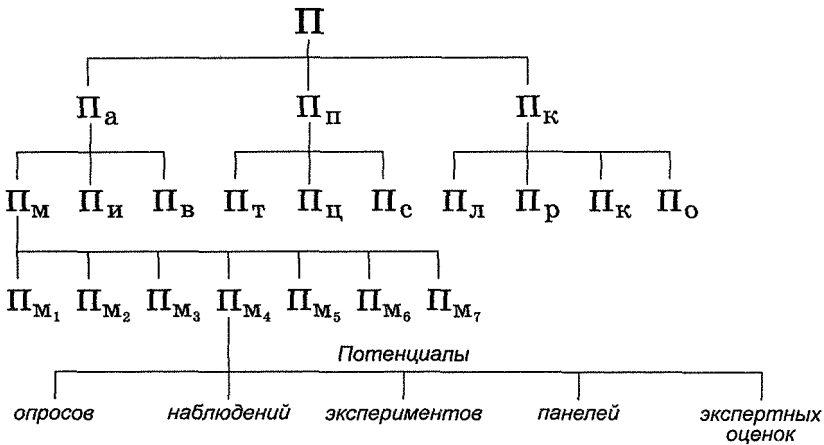 П
Па Пп Пк
Пм Пи Пв Пт Пц Пс Пл Пр Пк По
Пм1 Пм2 Пм3 Пм4 Пм5 Пм6 Пм7
Потенциалы
опросов наблюдений экспериментов панелей экспертных
оценок